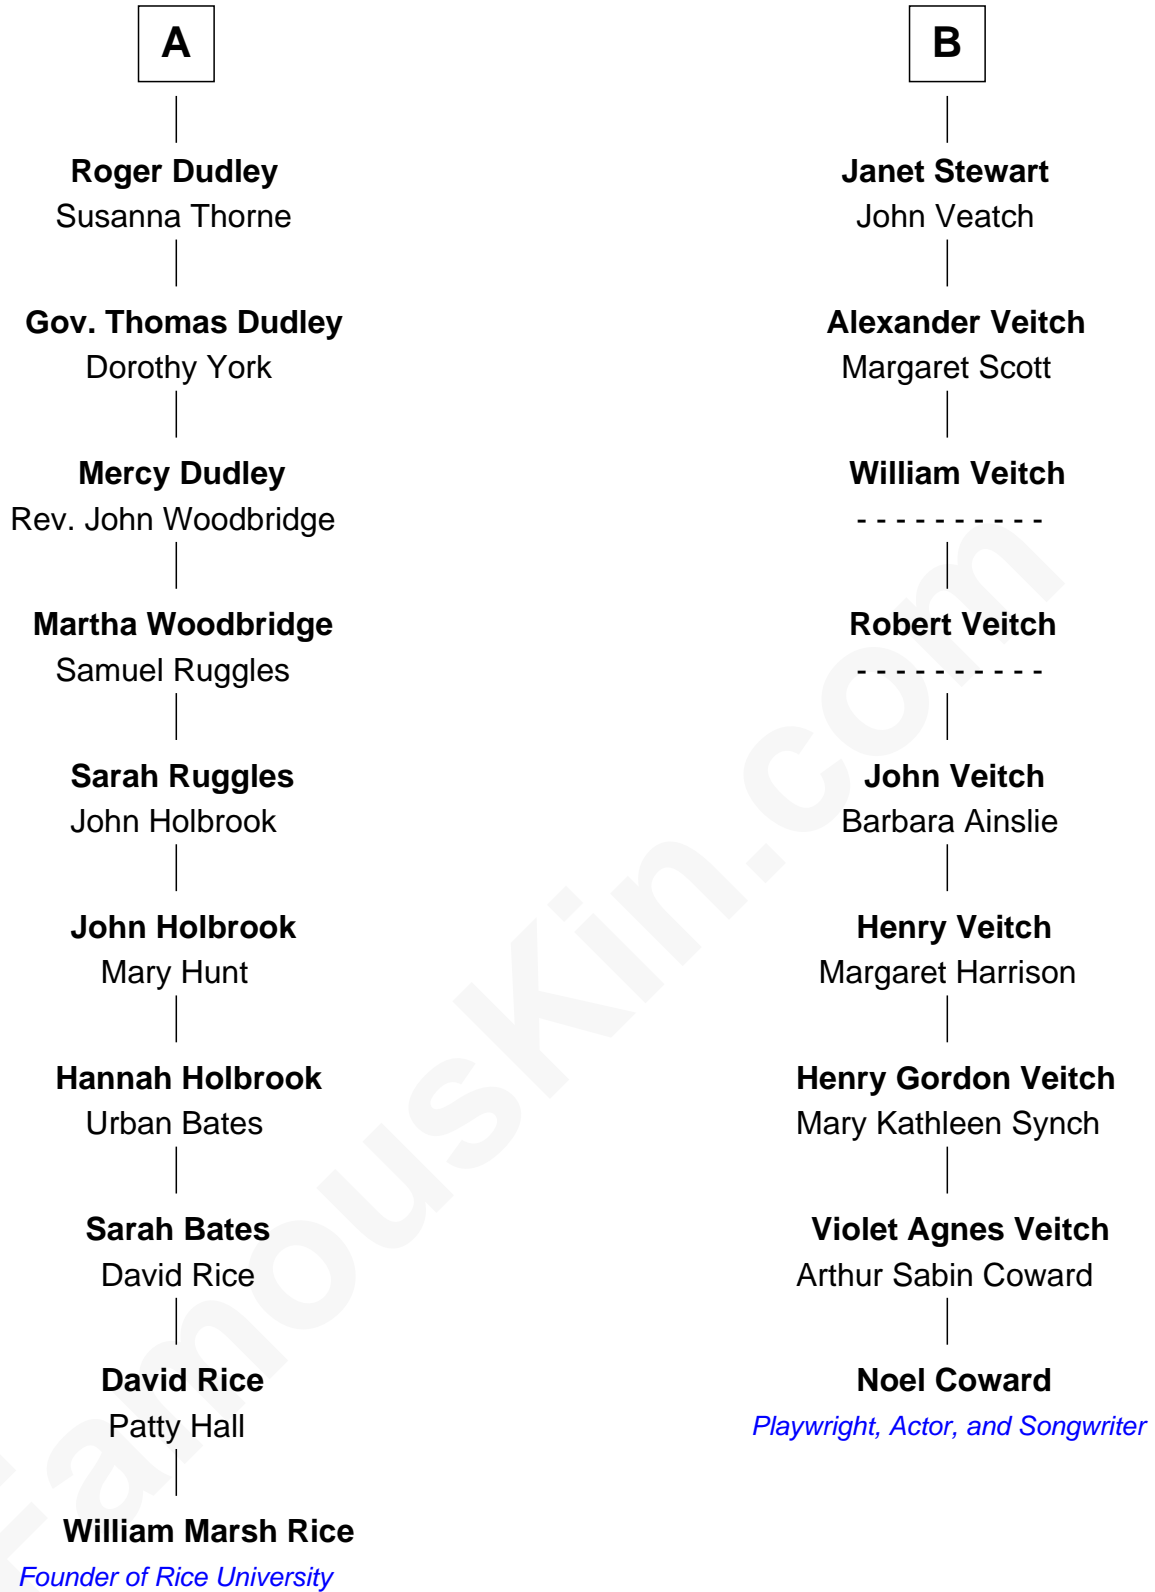 A
Roger Dudley
Susanna Thorne
Gov. Thomas Dudley
Dorothy York
Mercy Dudley
Rev. John Woodbridge
Martha Woodbridge
Samuel Ruggles
Sarah Ruggles
John Holbrook
John Holbrook
Mary Hunt
Hannah Holbrook
Urban Bates
Sarah Bates
David Rice
David Rice
Patty Hall
William Marsh Rice
Founder of Rice University
B
Janet Stewart
John Veatch
Alexander Veitch
Margaret Scott
William Veitch
- - - - - - - - - -
Robert Veitch
- - - - - - - - - -
John Veitch
Barbara Ainslie
Henry Veitch
Margaret Harrison
Henry Gordon Veitch
Mary Kathleen Synch
Violet Agnes Veitch
Arthur Sabin Coward
Noel Coward
Playwright, Actor, and Songwriter
FamousKin.com